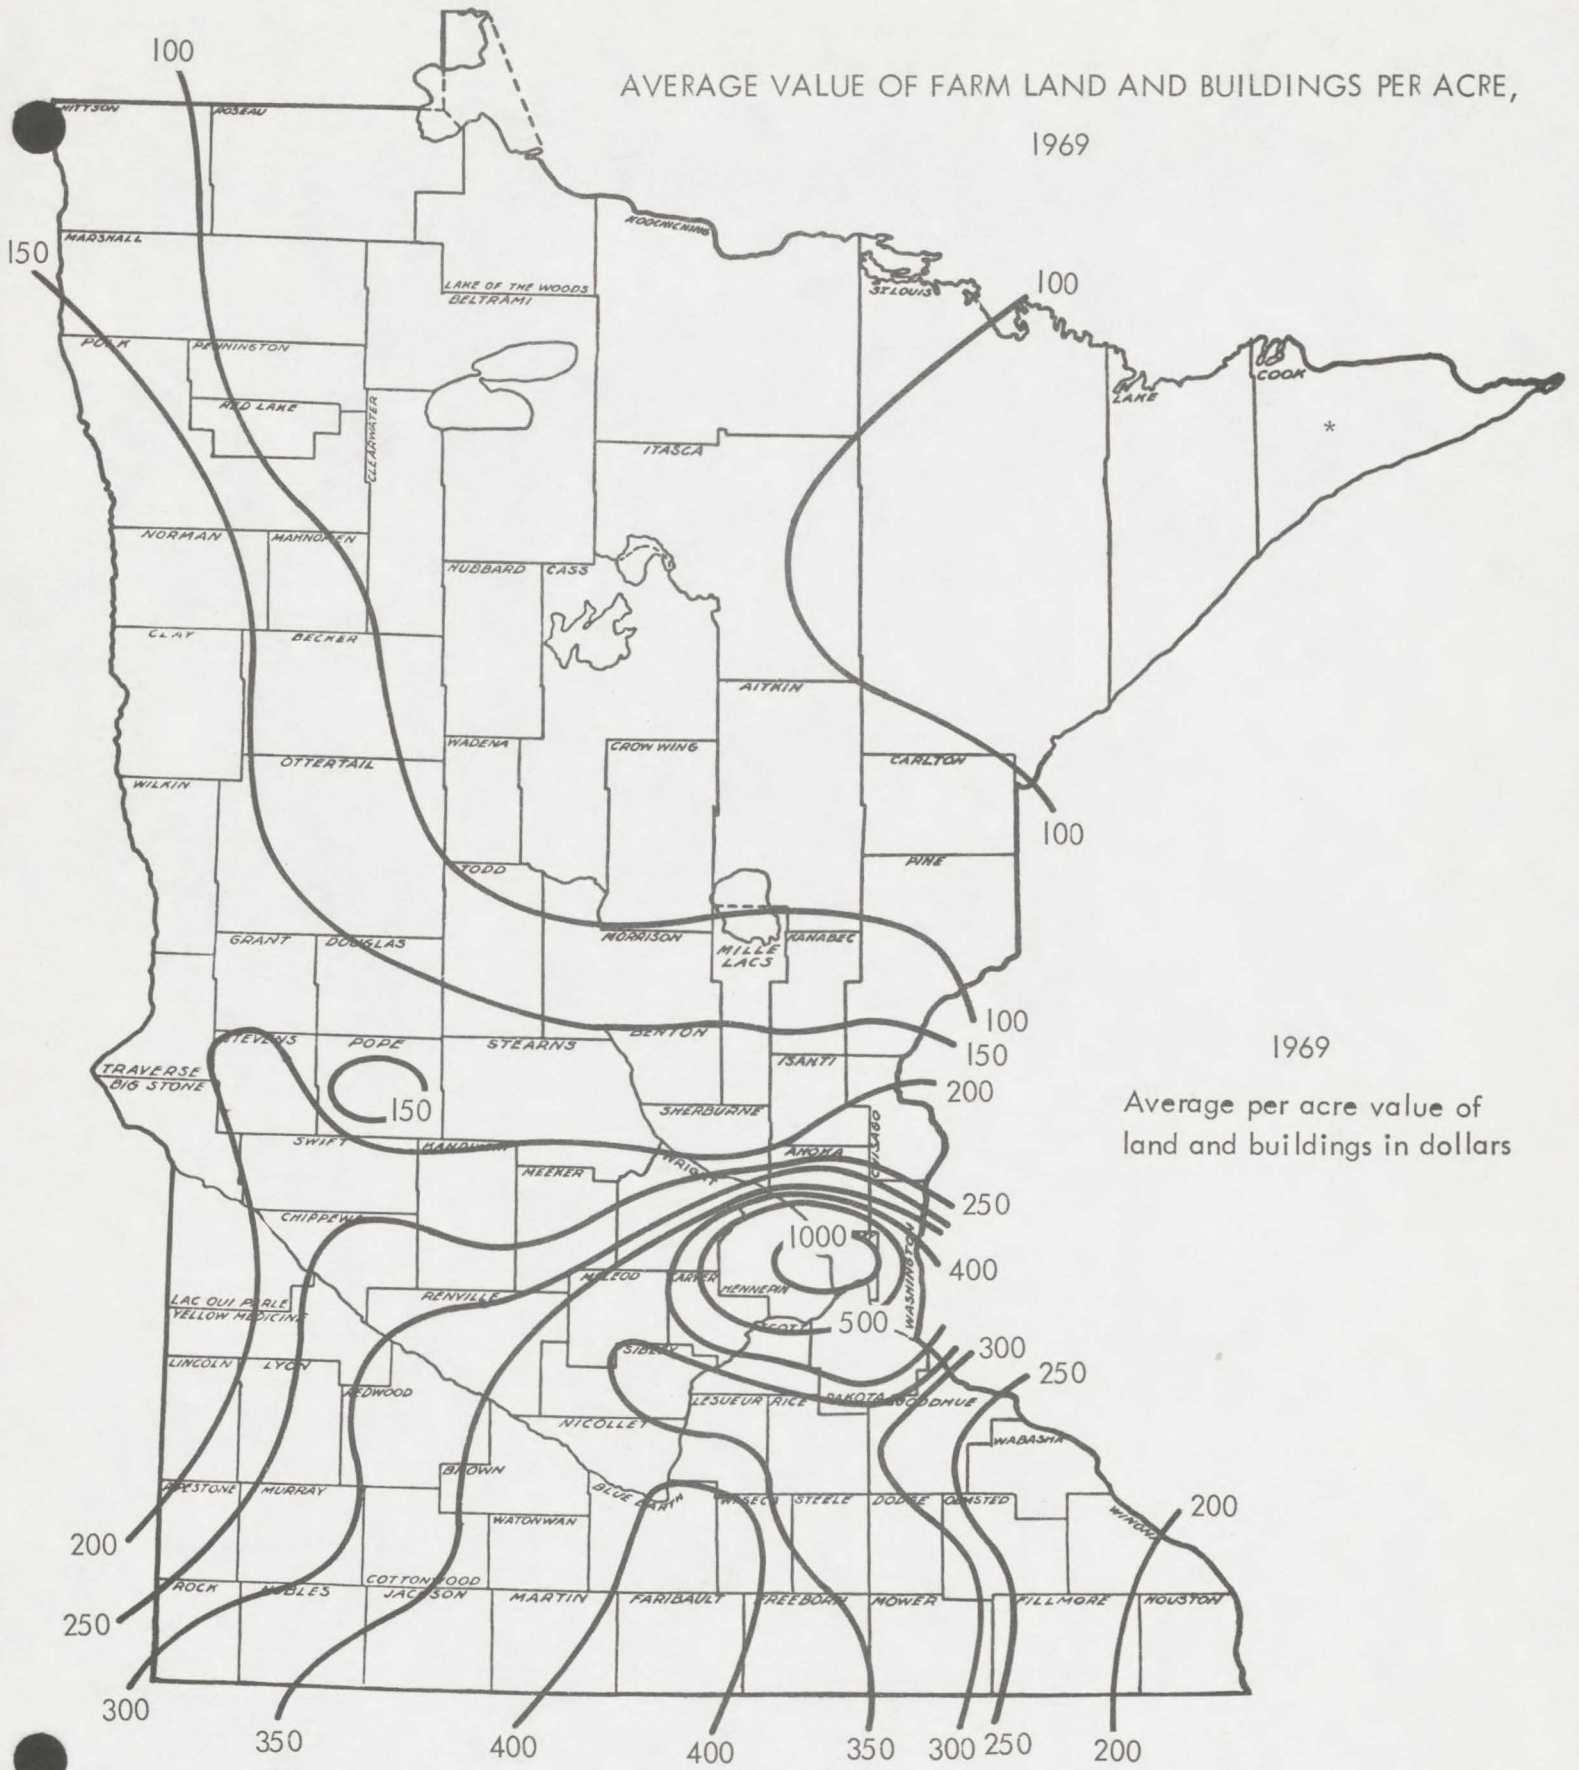 AVERAGE VALUE OF FARM LAND AND BUILDINGS PER ACRE,
1969
100
KITTSON
ROSEAU
KOOCHICHING
MARSHALL
150
LAKE OF THE WOODS
BELTRAMI
ST. LOUIS
100
POLK
PENNINGTON
COOK
LAKE
RED LAKE
CLEARWATER
*
ITASCA
NORMAN
MAHNOMEN
HUBBARD
CASS
CLAY
BECKER
AITKIN
WADENA
CROW WING
OTTERTAIL
CARLTON
WILKIN
100
TODD
PINE
GRANT
DOUGLAS
MORRISON
MILLE
LACS
KANABEC
100
STEVENS
POPE
STEARNS
BENTON
150
ISANTI
1969
TRAVERSE
BIG STONE
150
200
SHERBURNE
CHISAGO
Average per acre value of
land and buildings in dollars
SWIFT
KANDIYOHI
MEEKER
WRIGHT
ANOKA
250
CHIPPEWA
1000
WASHINGTON
400
MCLEOD
CARVER
HENNEPIN
LAC QUI PARLE
YELLOW MEDICINE
RENVILLE
SCOTT
500
300
LINCOLN
LYON
SIBLEY
250
REDWOOD
LESUEUR
RICE
DAKOTA
GOODHUE
NICOLLET
WABASHA
BROWN
PIPESTONE
MURRAY
BLUE EARTH
WASECA
STEELE
DODGE
OLMSTED
WINONA
200
WATONWAN
200
ROCK
NOBLES
COTTONWOOD
JACKSON
MARTIN
FARIBAULT
FREEBORN
MOWER
FILLMORE
HOUSTON
250
300
350
400
400
350
300
250
200